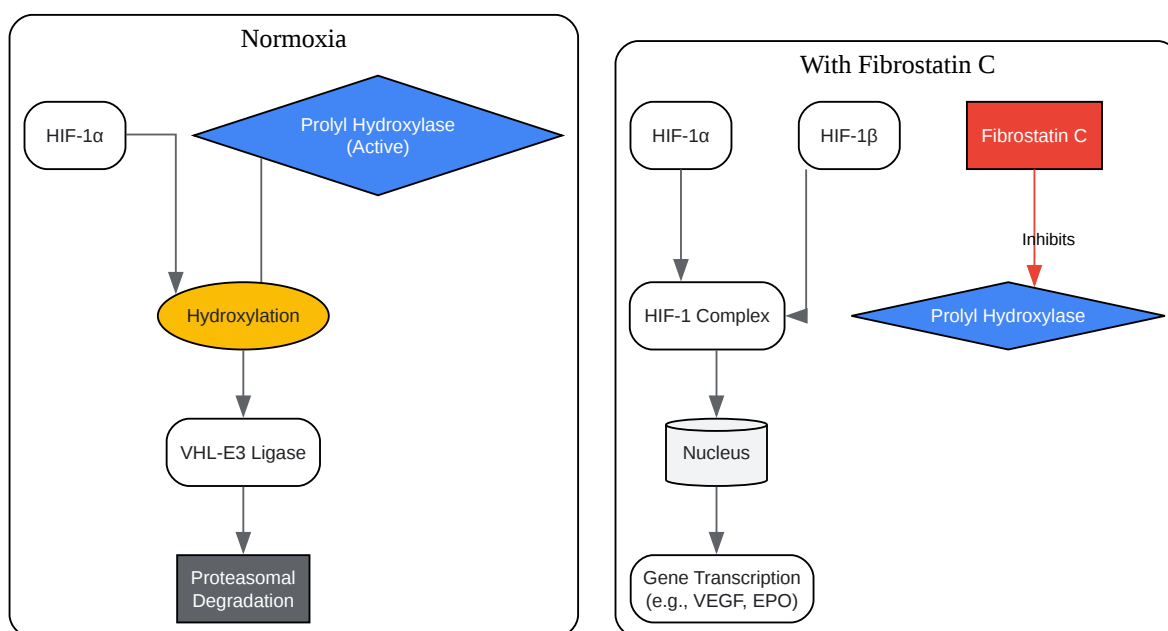 Normoxia
HIF-1α
Prolyl Hydroxylase
(Active)
Hydroxylation
VHL-E3 Ligase
Proteasomal
Degradation
With Fibrostatin C
HIF-1α
HIF-1β
Fibrostatin C
Inhibits
HIF-1 Complex
Prolyl Hydroxylase
Nucleus
Gene Transcription
(e.g., VEGF, EPO)